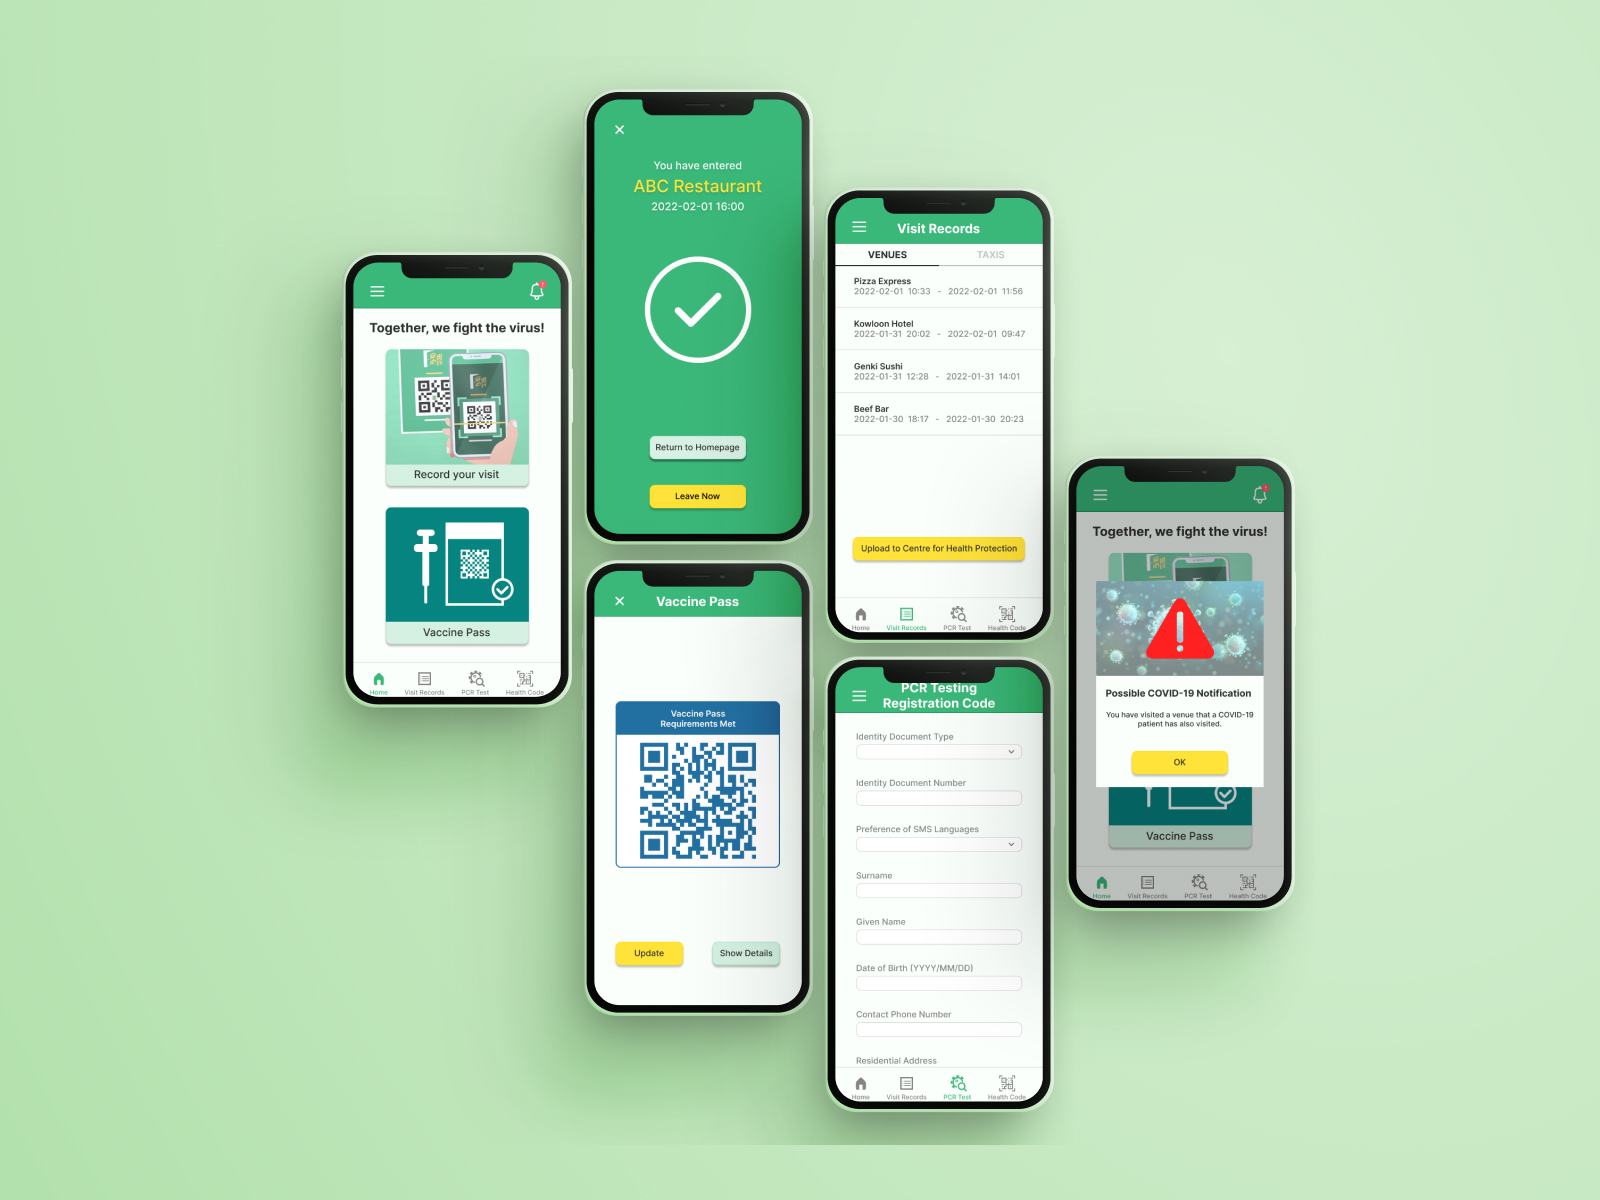 Together, we fight the virus!
Record your visit
Vaccine Pass
Home
Visit Records
PCR Test
Health Code
You have entered
ABC Restaurant
2022-02-01 16:00
Return to Homepage
Leave Now
Vaccine Pass
Vaccine Pass
Requirements Met
Update
Show Details
Visit Records
VENUES
TAXIS
Pizza Express
2022-02-01 10:33 - 2022-02-01 11:56
Kowloon Hotel
2022-01-31 20:02 - 2022-02-01 09:47
Genki Sushi
2022-01-31 12:28 - 2022-01-31 14:01
Beef Bar
2022-01-30 18:17 - 2022-01-30 20:23
Upload to Centre for Health Protection
Home
Visit Records
PCR Test
Health Code
PCR Testing
Registration Code
Identity Document Type
Identity Document Number
Preference of SMS Languages
Surname
Given Name
Date of Birth (YYYY/MM/DD)
Contact Phone Number
Residential Address
Home
Visit Records
PCR Test
Health Code
Together, we fight the virus!
Possible COVID-19 Notification
You have visited a venue that a COVID-19
patient has also visited.
OK
Vaccine Pass
Home
Visit Records
PCR Test
Health Code